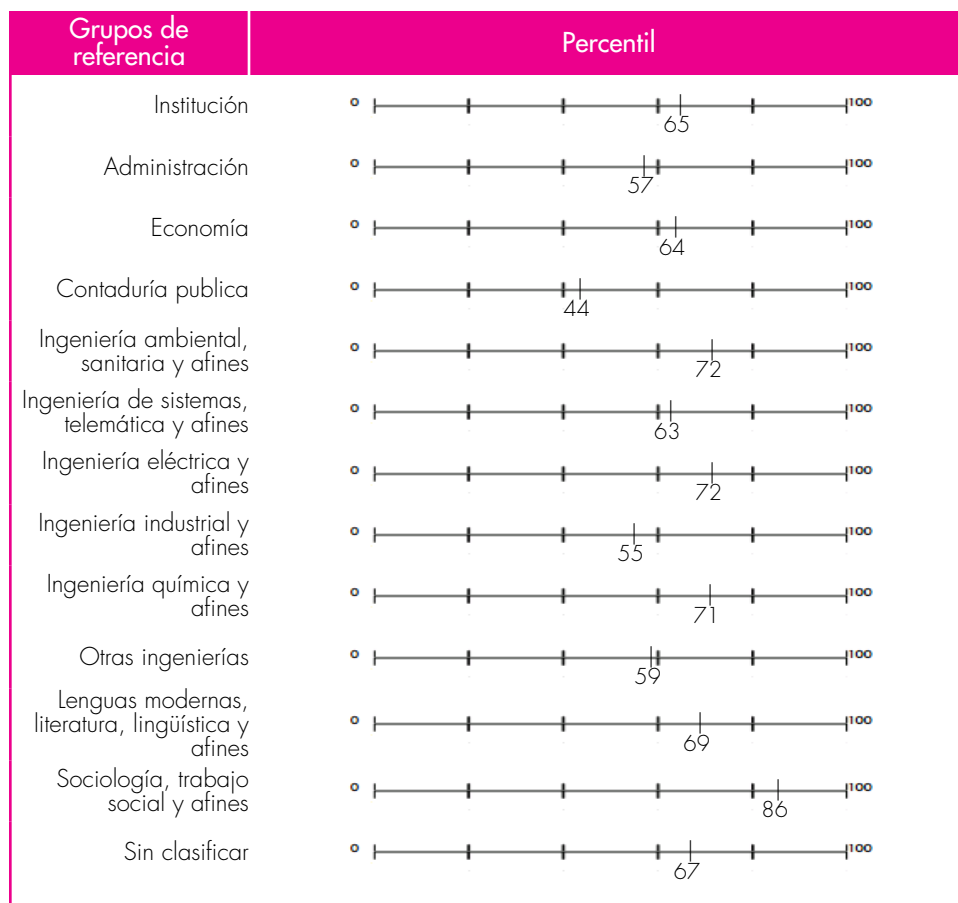 Grupos de
referencia
Percentil
Institución
0 100
65
Administración
0 100
57
Economía
0 100
64
Contaduría publica
0 100
44
Ingeniería ambiental,
sanitaria y afines
0 100
72
Ingeniería de sistemas,
telemática y afines
0 100
63
Ingeniería eléctrica y
afines
0 100
72
Ingeniería industrial y
afines
0 100
55
Ingeniería química y
afines
0 100
71
Otras ingenierías
0 100
59
Lenguas modernas,
literatura, lingüística y
afines
0 100
69
Sociología, trabajo
social y afines
0 100
86
Sin clasificar
0 100
67